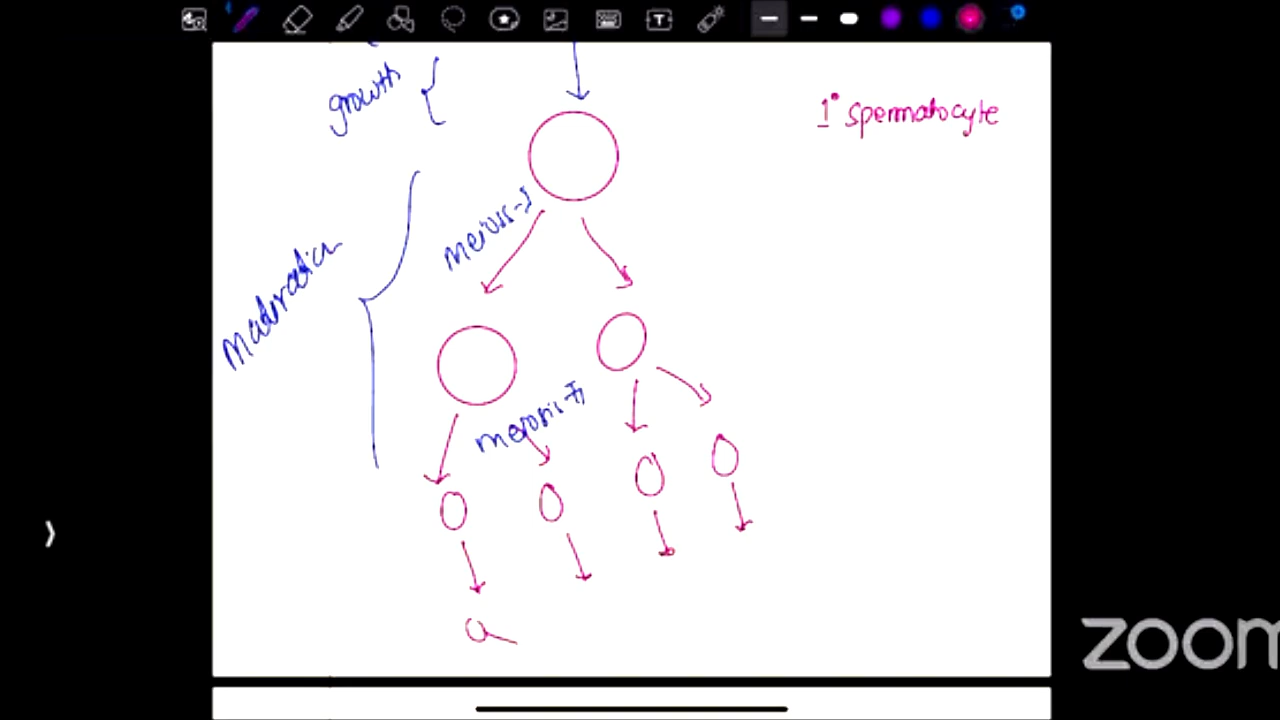 growth
1° spermatocyte
meiosis-I
maturation
meiosis-II
zoom